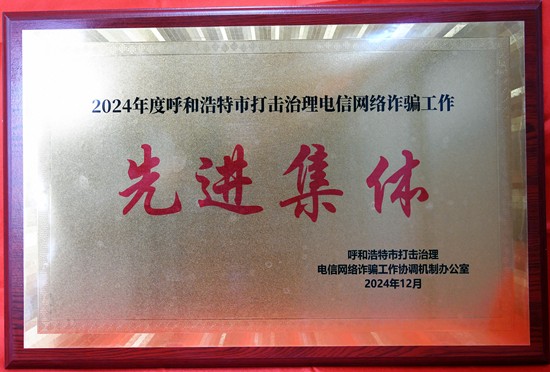 2024年度呼和浩特市打击治理电信网络诈骗工作
先进集体
呼和浩特市打击治理
电信网络诈骗工作协调机制办公室
2024年12月